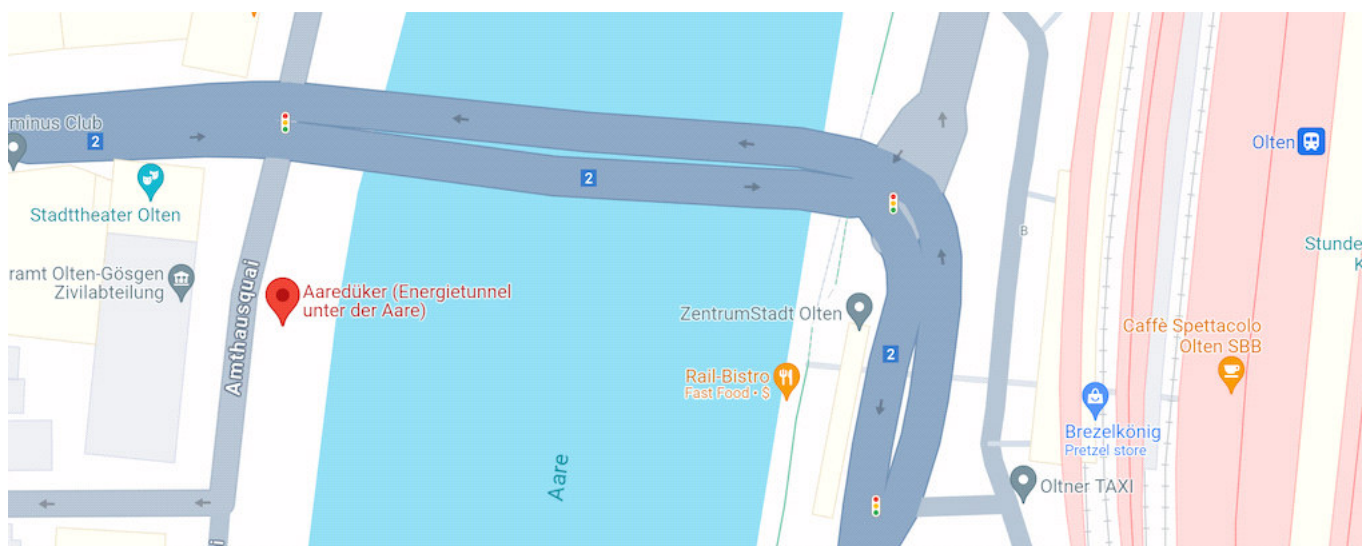 minus Club
2
Stadttheater Olten
ramt Olten-Gösgen
Zivilabteilung
Amthausquai
Aaredüker (Energietunnel
unter der Aare)
2
Aare
ZentrumStadt Olten
Rail-Bistro
Fast Food • $
2
B
Olten
Stunde
K
Caffè Spettacolo
Olten SBB
Brezelkönig
Pretzel store
Oltner TAXI
i